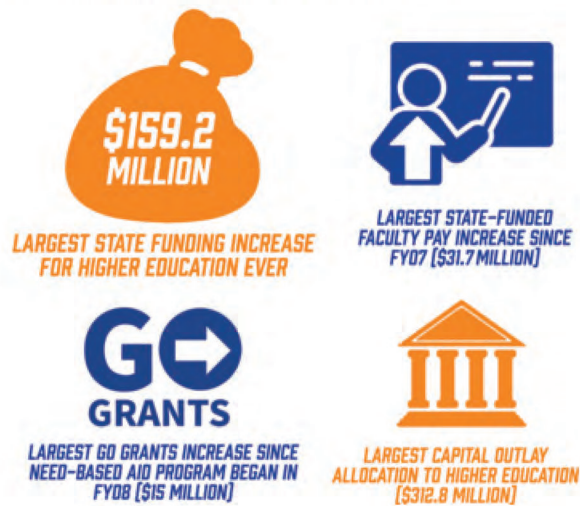 $159.2
MILLION
LARGEST STATE FUNDING INCREASE
FOR HIGHER EDUCATION EVER
LARGEST STATE-FUNDED
FACULTY PAY INCREASE SINCE
FY07 [$31.7 MILLION]
GO
GRANTS
LARGEST GO GRANTS INCREASE SINCE
NEED-BASED AID PROGRAM BEGAN IN
FY08 [$15 MILLION]
LARGEST CAPITAL OUTLAY
ALLOCATION TO HIGHER EDUCATION
[$312.8 MILLION]